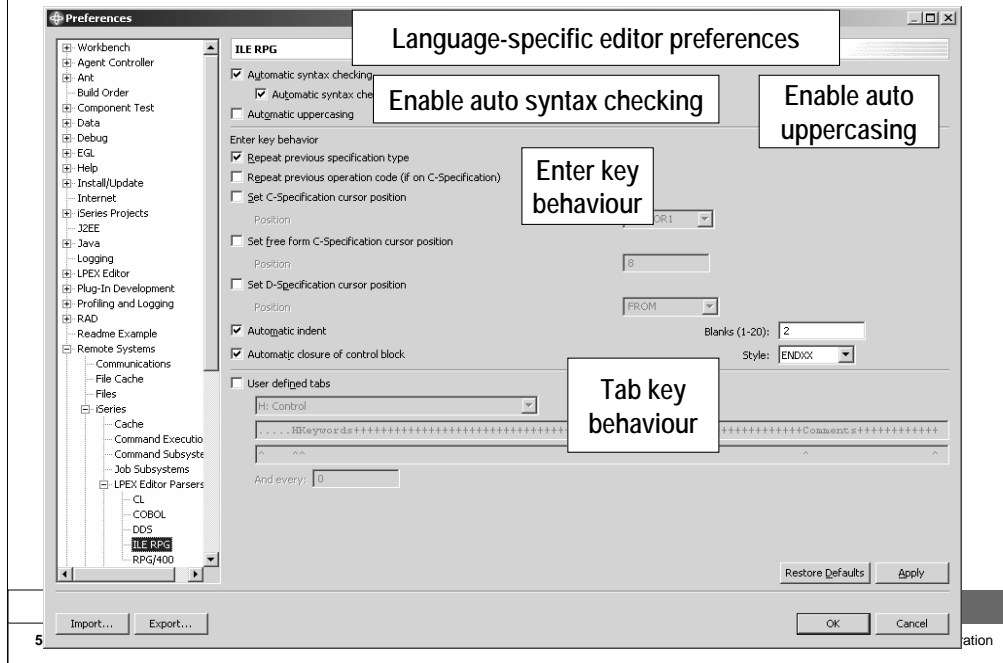 Preferences
Language-specific editor preferences
Workbench
Agent Controller
Ant
Build Order
Component Test
Data
Debug
EGL
Help
Install/Update
Internet
iSeries Projects
J2EE
Java
Logging
LPEX Editor
Plug-In Development
Profiling and Logging
RAD
Readme Example
Remote Systems
Communications
File Cache
Files
iSeries
Cache
Command Executio
Command Subsyste
Job Subsystems
LPEX Editor Parsers
CL
COBOL
DDS
ILE RPG
RPG/400
ILE RPG
Automatic syntax checking
Automatic syntax che
Enable auto syntax checking
Enable auto
uppercasing
Automatic uppercasing
Enter key behavior
Repeat previous specification type
Repeat previous operation code (if on C-Specification)
Enter key
behaviour
Set C-Specification cursor position
Position OR1
Set free form C-Specification cursor position
Position 8
Set D-Specification cursor position
Position FROM
Automatic indent Blanks (1-20): 2
Automatic closure of control block Style: ENDXX
User defined tabs
Tab key
behaviour
H: Control
.....HKeywords++++++++++++++++++++++++++++++++ +++++++++++++Comments++++++++++++
^ ^^ ^ ^
And every: 0
Restore Defaults Apply
Import... Export... OK Cancel
5 ration